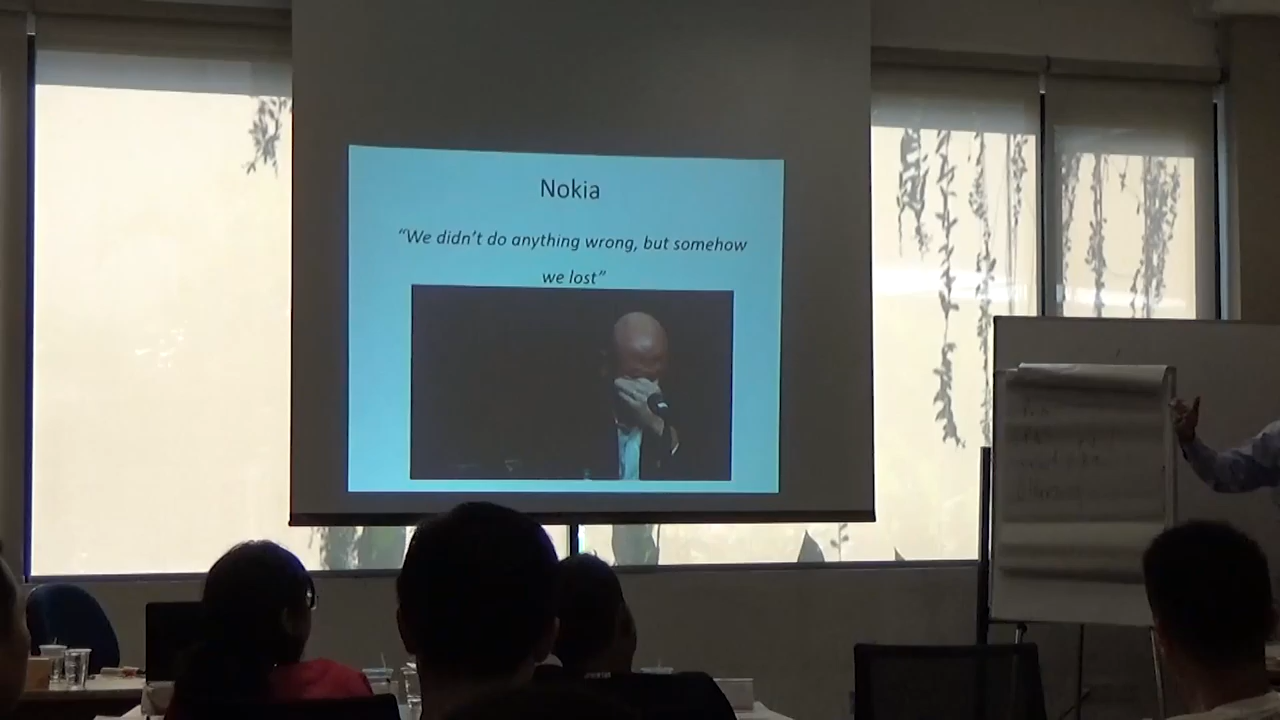 Nokia
“We didn’t do anything wrong, but somehow
we lost”